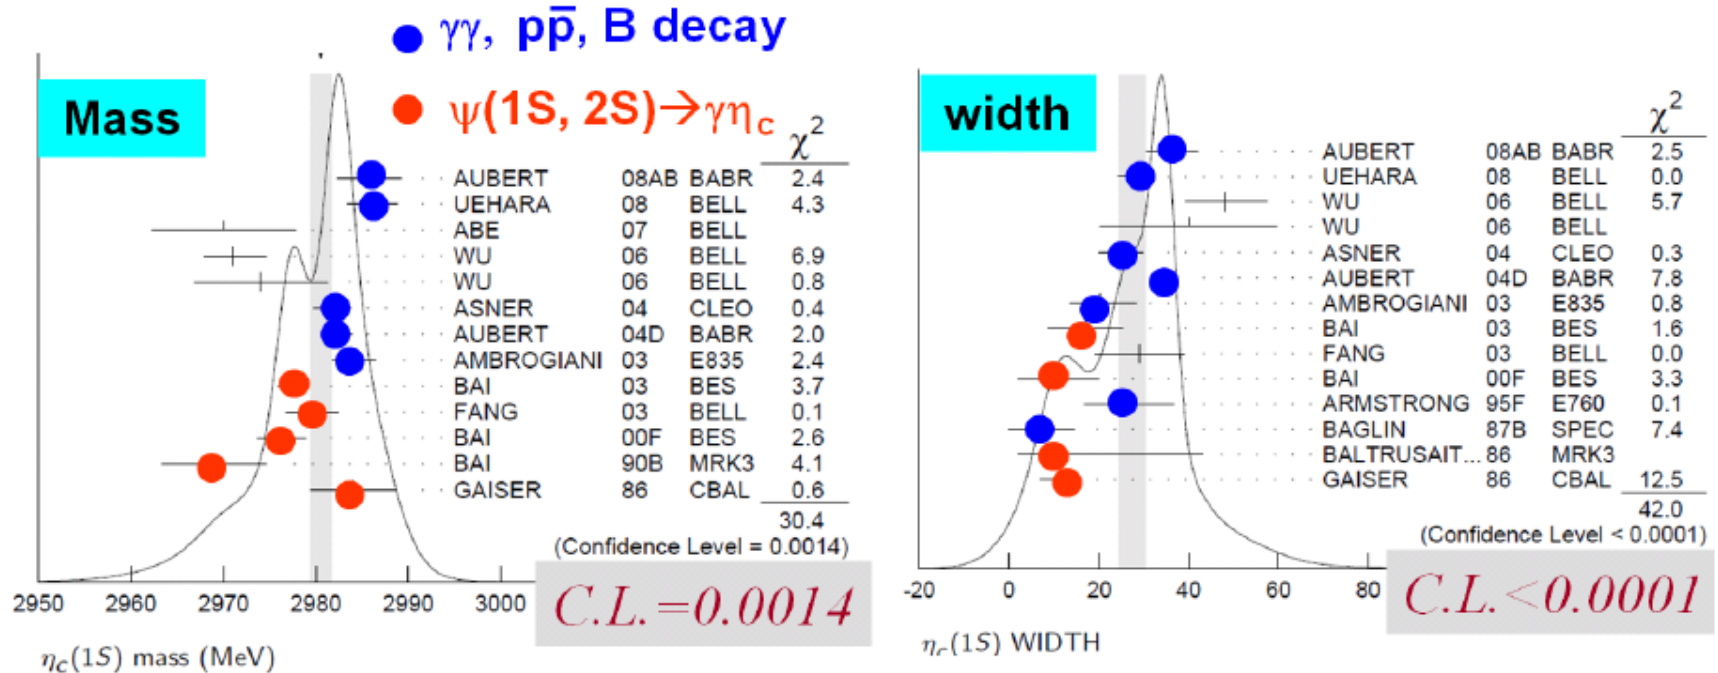 γγ, pp̄, B decay
ψ(1S, 2S)→γη_c
Mass
χ²
AUBERT 08AB BABR 2.4
UEHARA 08 BELL 4.3
ABE 07 BELL
WU 06 BELL 6.9
WU 06 BELL 0.8
ASNER 04 CLEO 0.4
AUBERT 04D BABR 2.0
AMBROGIANI 03 E835 2.4
BAI 03 BES 3.7
FANG 03 BELL 0.1
BAI 00F BES 2.6
BAI 90B MRK3 4.1
GAISER 86 CBAL 0.6
30.4
(Confidence Level = 0.0014)
C.L.=0.0014
2950 2960 2970 2980 2990 3000
η_c(1S) mass (MeV)
width
χ²
AUBERT 08AB BABR 2.5
UEHARA 08 BELL 0.0
WU 06 BELL 5.7
WU 06 BELL
ASNER 04 CLEO 0.3
AUBERT 04D BABR 7.8
AMBROGIANI 03 E835 0.8
BAI 03 BES 1.6
FANG 03 BELL 0.0
BAI 00F BES 3.3
ARMSTRONG 95F E760 0.1
BAGLIN 87B SPEC 7.4
BALTRUSAIT... 86 MRK3
GAISER 86 CBAL 12.5
42.0
(Confidence Level < 0.0001)
C.L.<0.0001
-20 0 20 40 60 80
η_c(1S) WIDTH